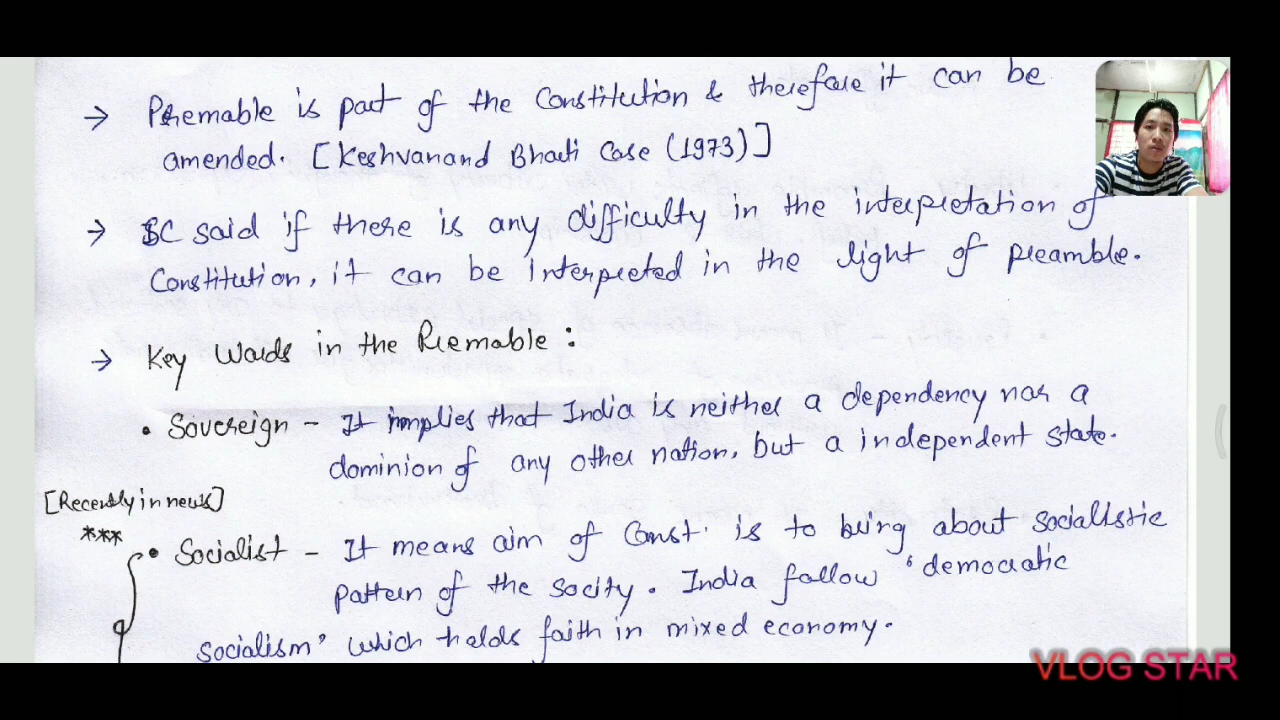 → Premable is part of the Constitution & therefore it can be
amended. [Keshvanand Bharti Case (1973)]
→ SC said if there is any difficulty in the interpretation of
Constitution, it can be interpreted in the light of preamble.
→ Key Words in the Premable :
• Sovereign - It implies that India is neither a dependency nor a
dominion of any other nation, but a independent state.
[Recently in news]
*** • Socialist - It means aim of Const. is to bring about socialistic
pattern of the socity. India follow 'democratic
socialism' which holds faith in mixed economy.
VLOG STAR